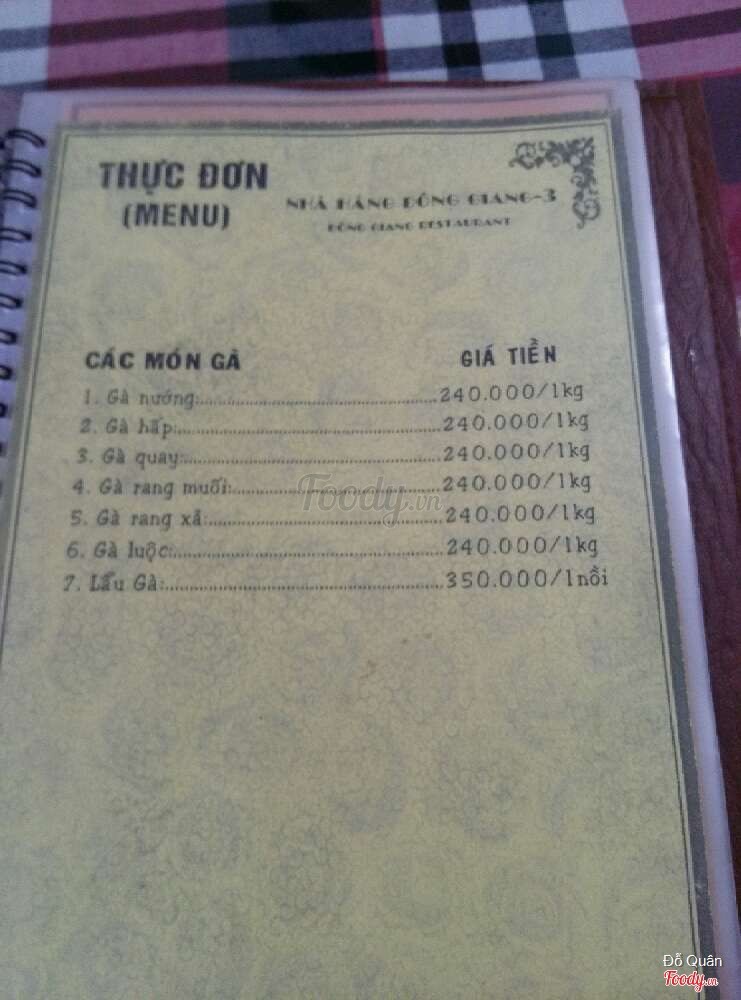 THỰC ĐƠN
(MENU)
NHÀ HÀNG ĐÔNG GIANG-3
ĐÔNG GIANG RESTAURANT
CÁC MÓN GÀ GIÁ TIỀN
1. Gà nướng:..........240.000/1kg
2. Gà hấp:..........240.000/1kg
3. Gà quay:..........240.000/1kg
4. Gà rang muối:..........240.000/1kg
5. Gà rang xả:..........240.000/1kg
6. Gà luộc:..........240.000/1kg
7. Lẩu Gà:..........350.000/1nồi
Foody.vn
Đỗ Quân
Foody.vn